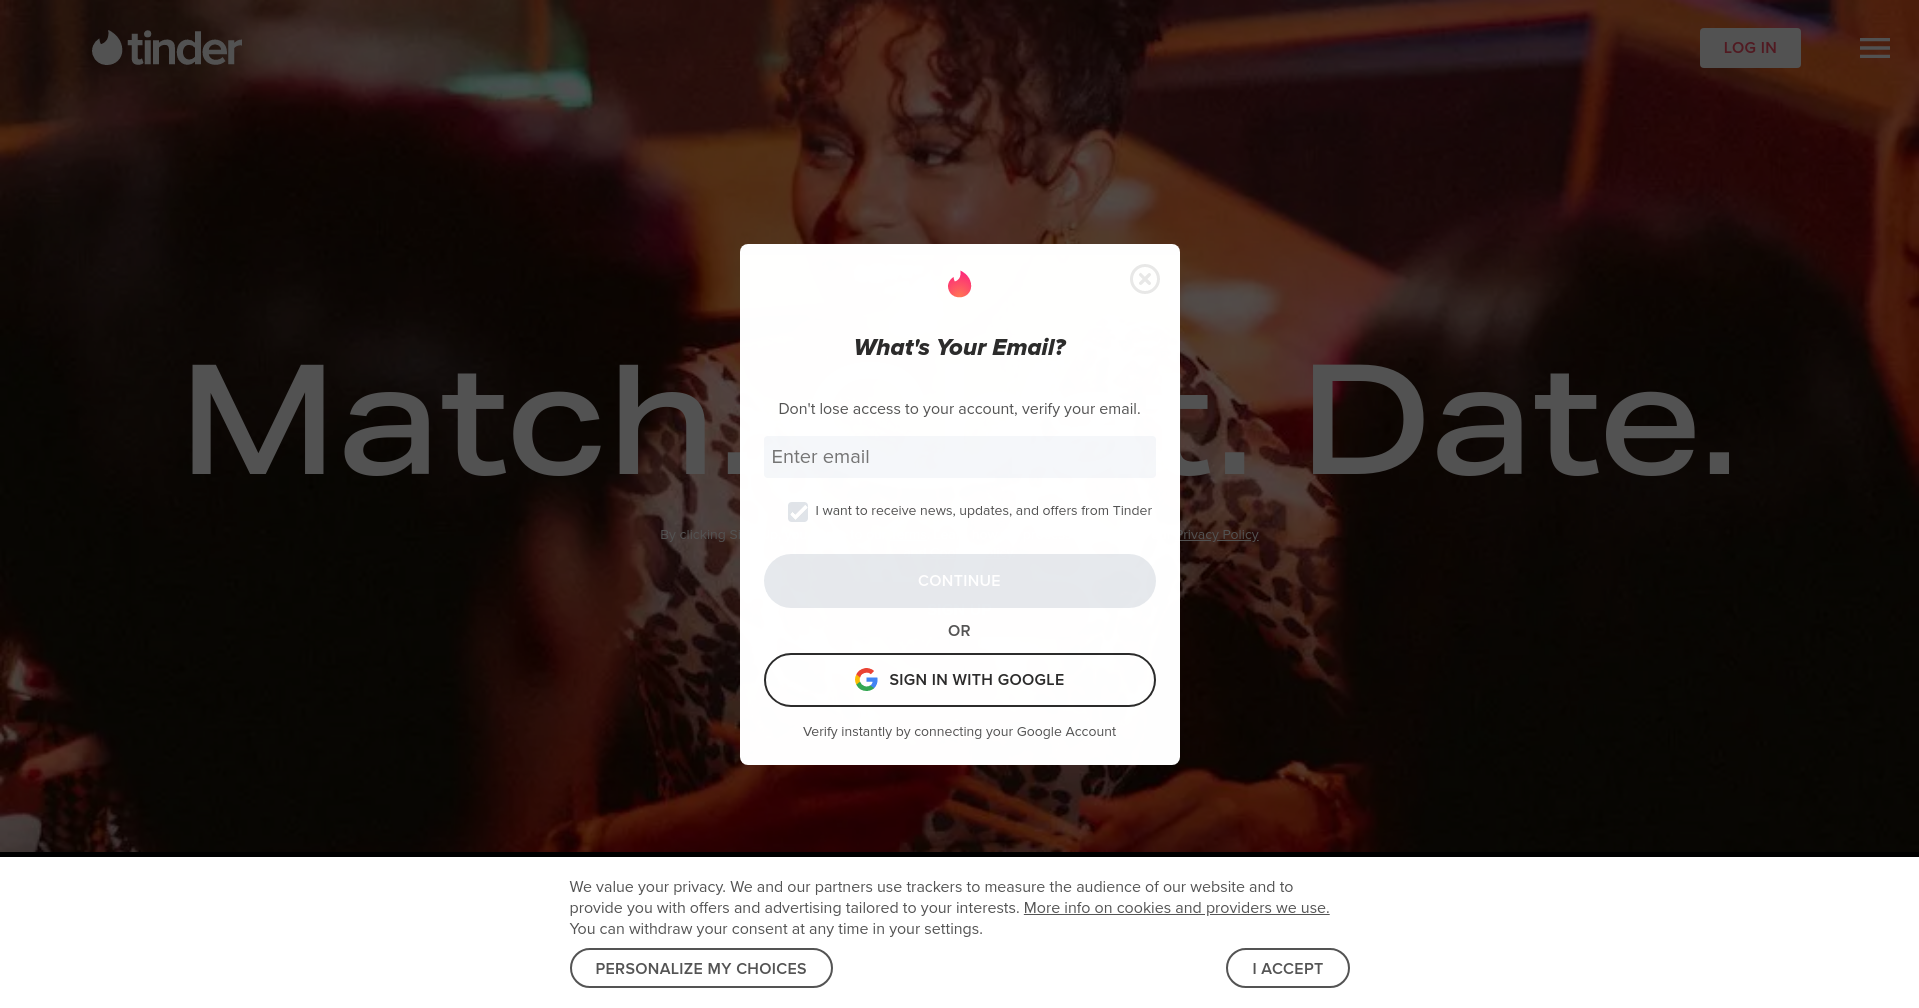 tinder
LOG IN
What's Your Email?
Match. t. Date.
Don't lose access to your account, verify your email.
Enter email
I want to receive news, updates, and offers from Tinder
By clicking
Privacy Policy
CONTINUE
OR
SIGN IN WITH GOOGLE
Verify instantly by connecting your Google Account
We value your privacy. We and our partners use trackers to measure the audience of our website and to
provide you with offers and advertising tailored to your interests. More info on cookies and providers we use.
You can withdraw your consent at any time in your settings.
PERSONALIZE MY CHOICES
I ACCEPT